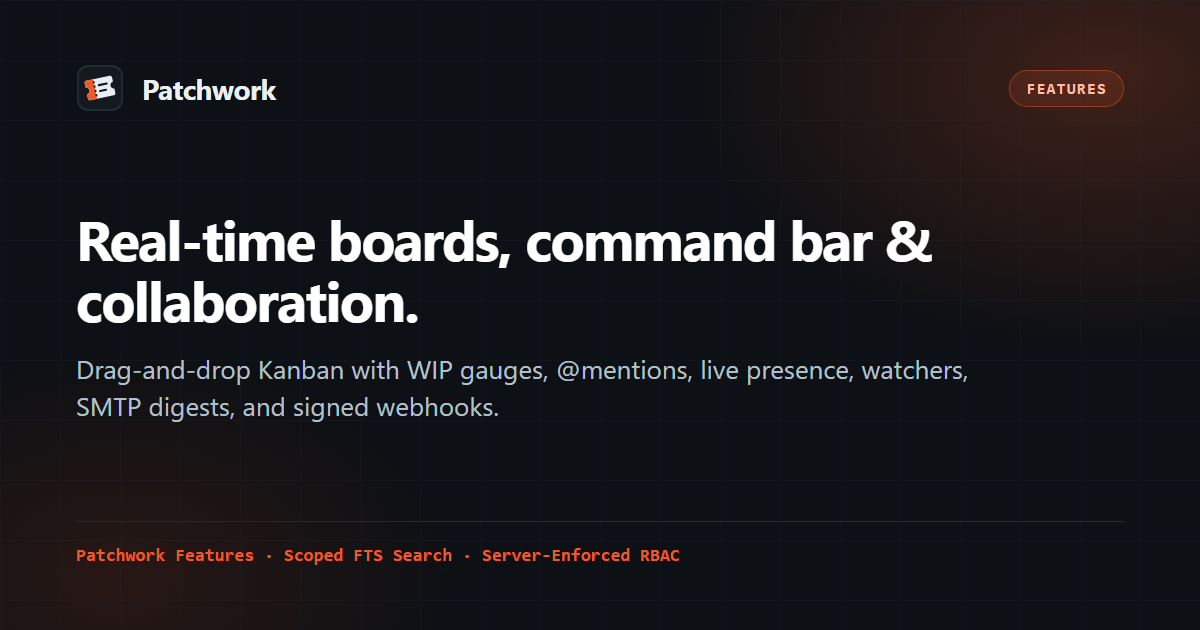 Patchwork
FEATURES
Real-time boards, command bar &
collaboration.
Drag-and-drop Kanban with WIP gauges, @mentions, live presence, watchers,
SMTP digests, and signed webhooks.
Patchwork Features · Scoped FTS Search · Server-Enforced RBAC